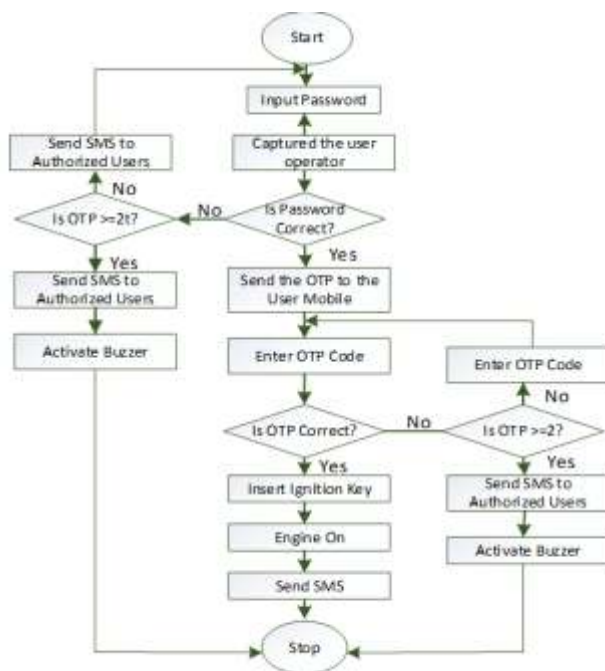 Start
Input Password
Send SMS to
Authorized Users
Captured the user
operator
No
Is OTP >=2t?
No
Is Password
Correct?
Yes
Yes
Send SMS to
Authorized Users
Send the OTP to the
User Mobile
Activate Buzzer
Enter OTP Code
Enter OTP Code
No
Is OTP Correct?
No
Is OTP >=2?
Yes
Yes
Insert Ignition Key
Send SMS to
Authorized Users
Engine On
Activate Buzzer
Send SMS
Stop